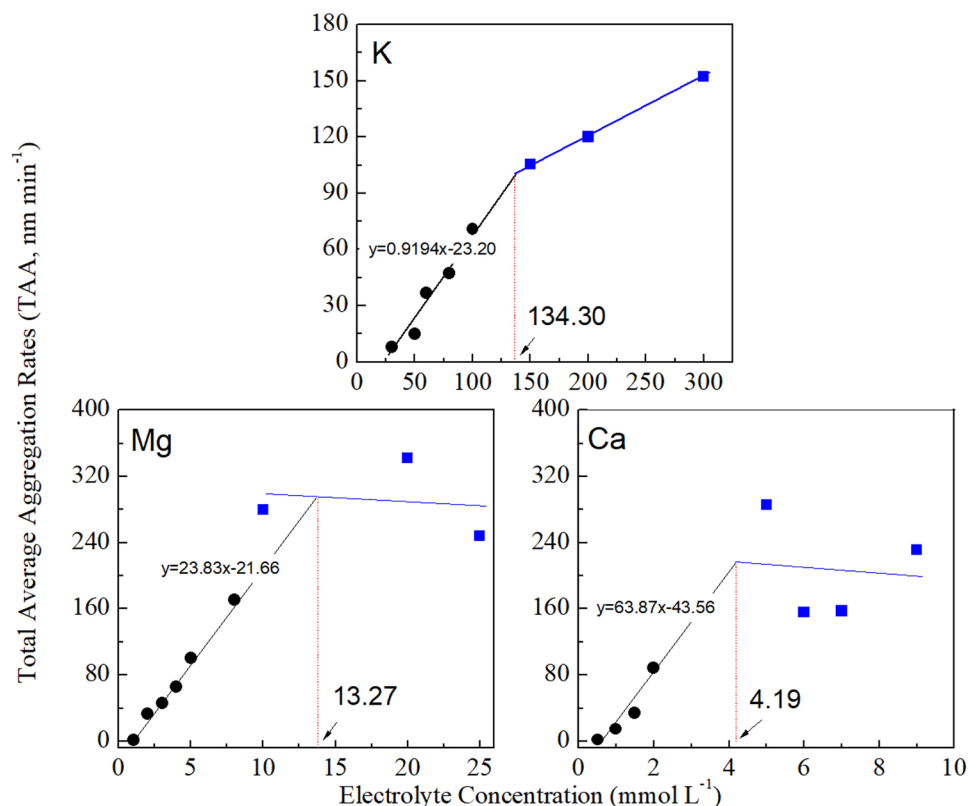 Total Average Aggregation Rates (TAA, nm min⁻¹)
K
180
150
120
90
60
30
0
y=0.9194x-23.20
134.30
0 50 100 150 200 250 300
Mg
400
320
240
160
80
0
y=23.83x-21.66
13.27
0 5 10 15 20 25
Ca
400
320
240
160
80
0
y=63.87x-43.56
4.19
0 2 4 6 8 10
Electrolyte Concentration (mmol L⁻¹)